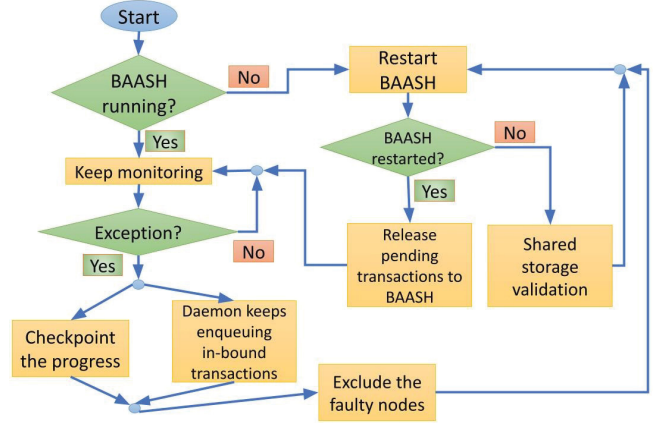 Start
BAASH
running?
No
Yes
Keep monitoring
Exception?
No
Yes
Checkpoint
the progress
Daemon keeps
enqueuing
in-bound
transactions
Exclude the
faulty nodes
Restart
BAASH
BAASH
restarted?
No
Yes
Release
pending
transactions to
BAASH
Shared
storage
validation